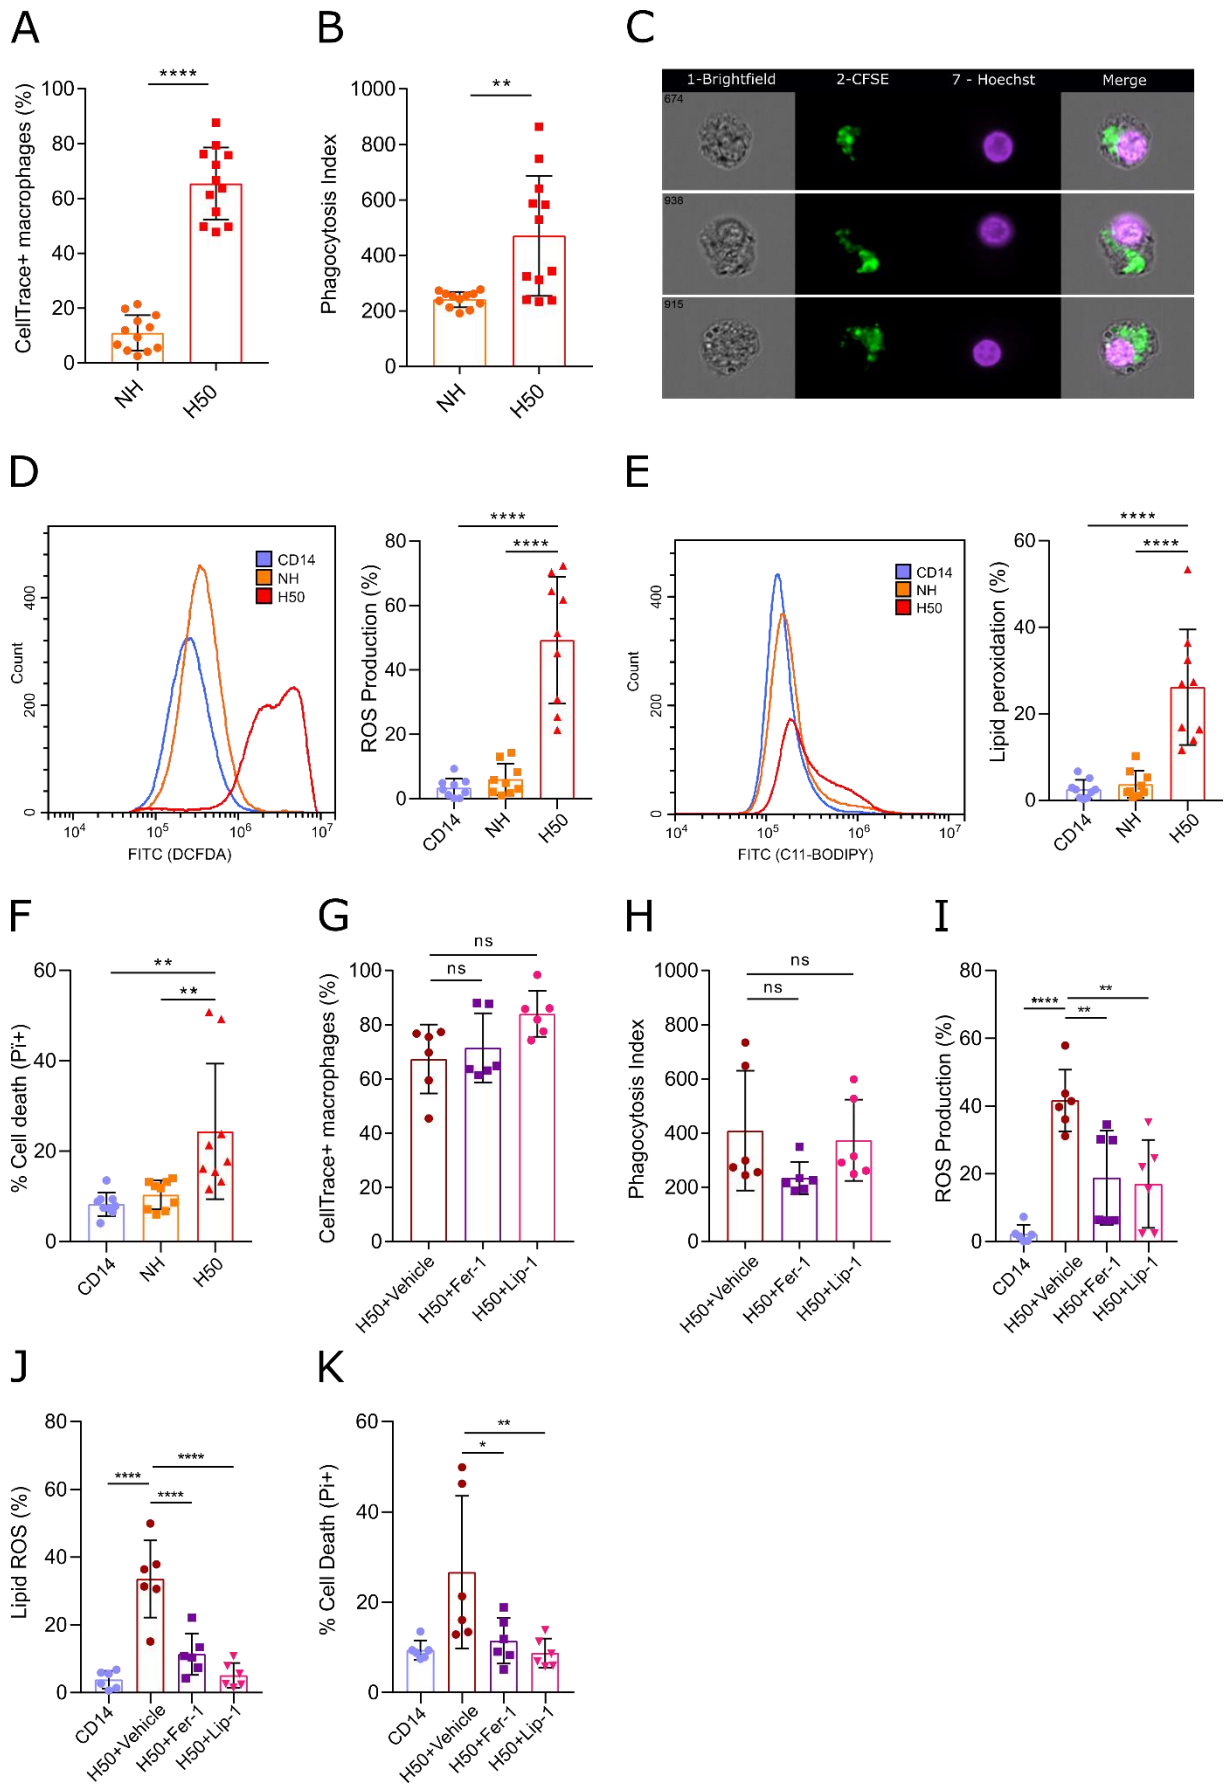 A
CellTrace+ macrophages (%)
100
80
60
40
20
0
****
NH
H50
B
Phagocytosis Index
1000
800
600
400
200
0
**
NH
H50
C
1-Brightfield
2-CFSE
7 - Hoechst
Merge
674
938
915
D
Count
400
200
0
CD14
NH
H50
10^4
10^5
10^6
10^7
FITC (DCFDA)
ROS Production (%)
80
60
40
20
0
****
****
CD14
NH
H50
E
Count
400
200
0
CD14
NH
H50
10^4
10^5
10^6
10^7
FITC (C11-BODIPY)
Lipid peroxidation (%)
60
40
20
0
****
****
CD14
NH
H50
F
% Cell death (Pi+)
60
40
20
0
**
**
CD14
NH
H50
G
CellTrace+ macrophages (%)
100
80
60
40
20
0
ns
ns
H50+Vehicle
H50+Fer-1
H50+Lip-1
H
Phagocytosis Index
1000
800
600
400
200
0
ns
ns
H50+Vehicle
H50+Fer-1
H50+Lip-1
I
ROS Production (%)
80
60
40
20
0
****
**
**
CD14
H50+Vehicle
H50+Fer-1
H50+Lip-1
J
Lipid ROS (%)
80
60
40
20
0
****
****
****
CD14
H50+Vehicle
H50+Fer-1
H50+Lip-1
K
% Cell Death (Pi+)
60
40
20
0
**
*
CD14
H50+Vehicle
H50+Fer-1
H50+Lip-1